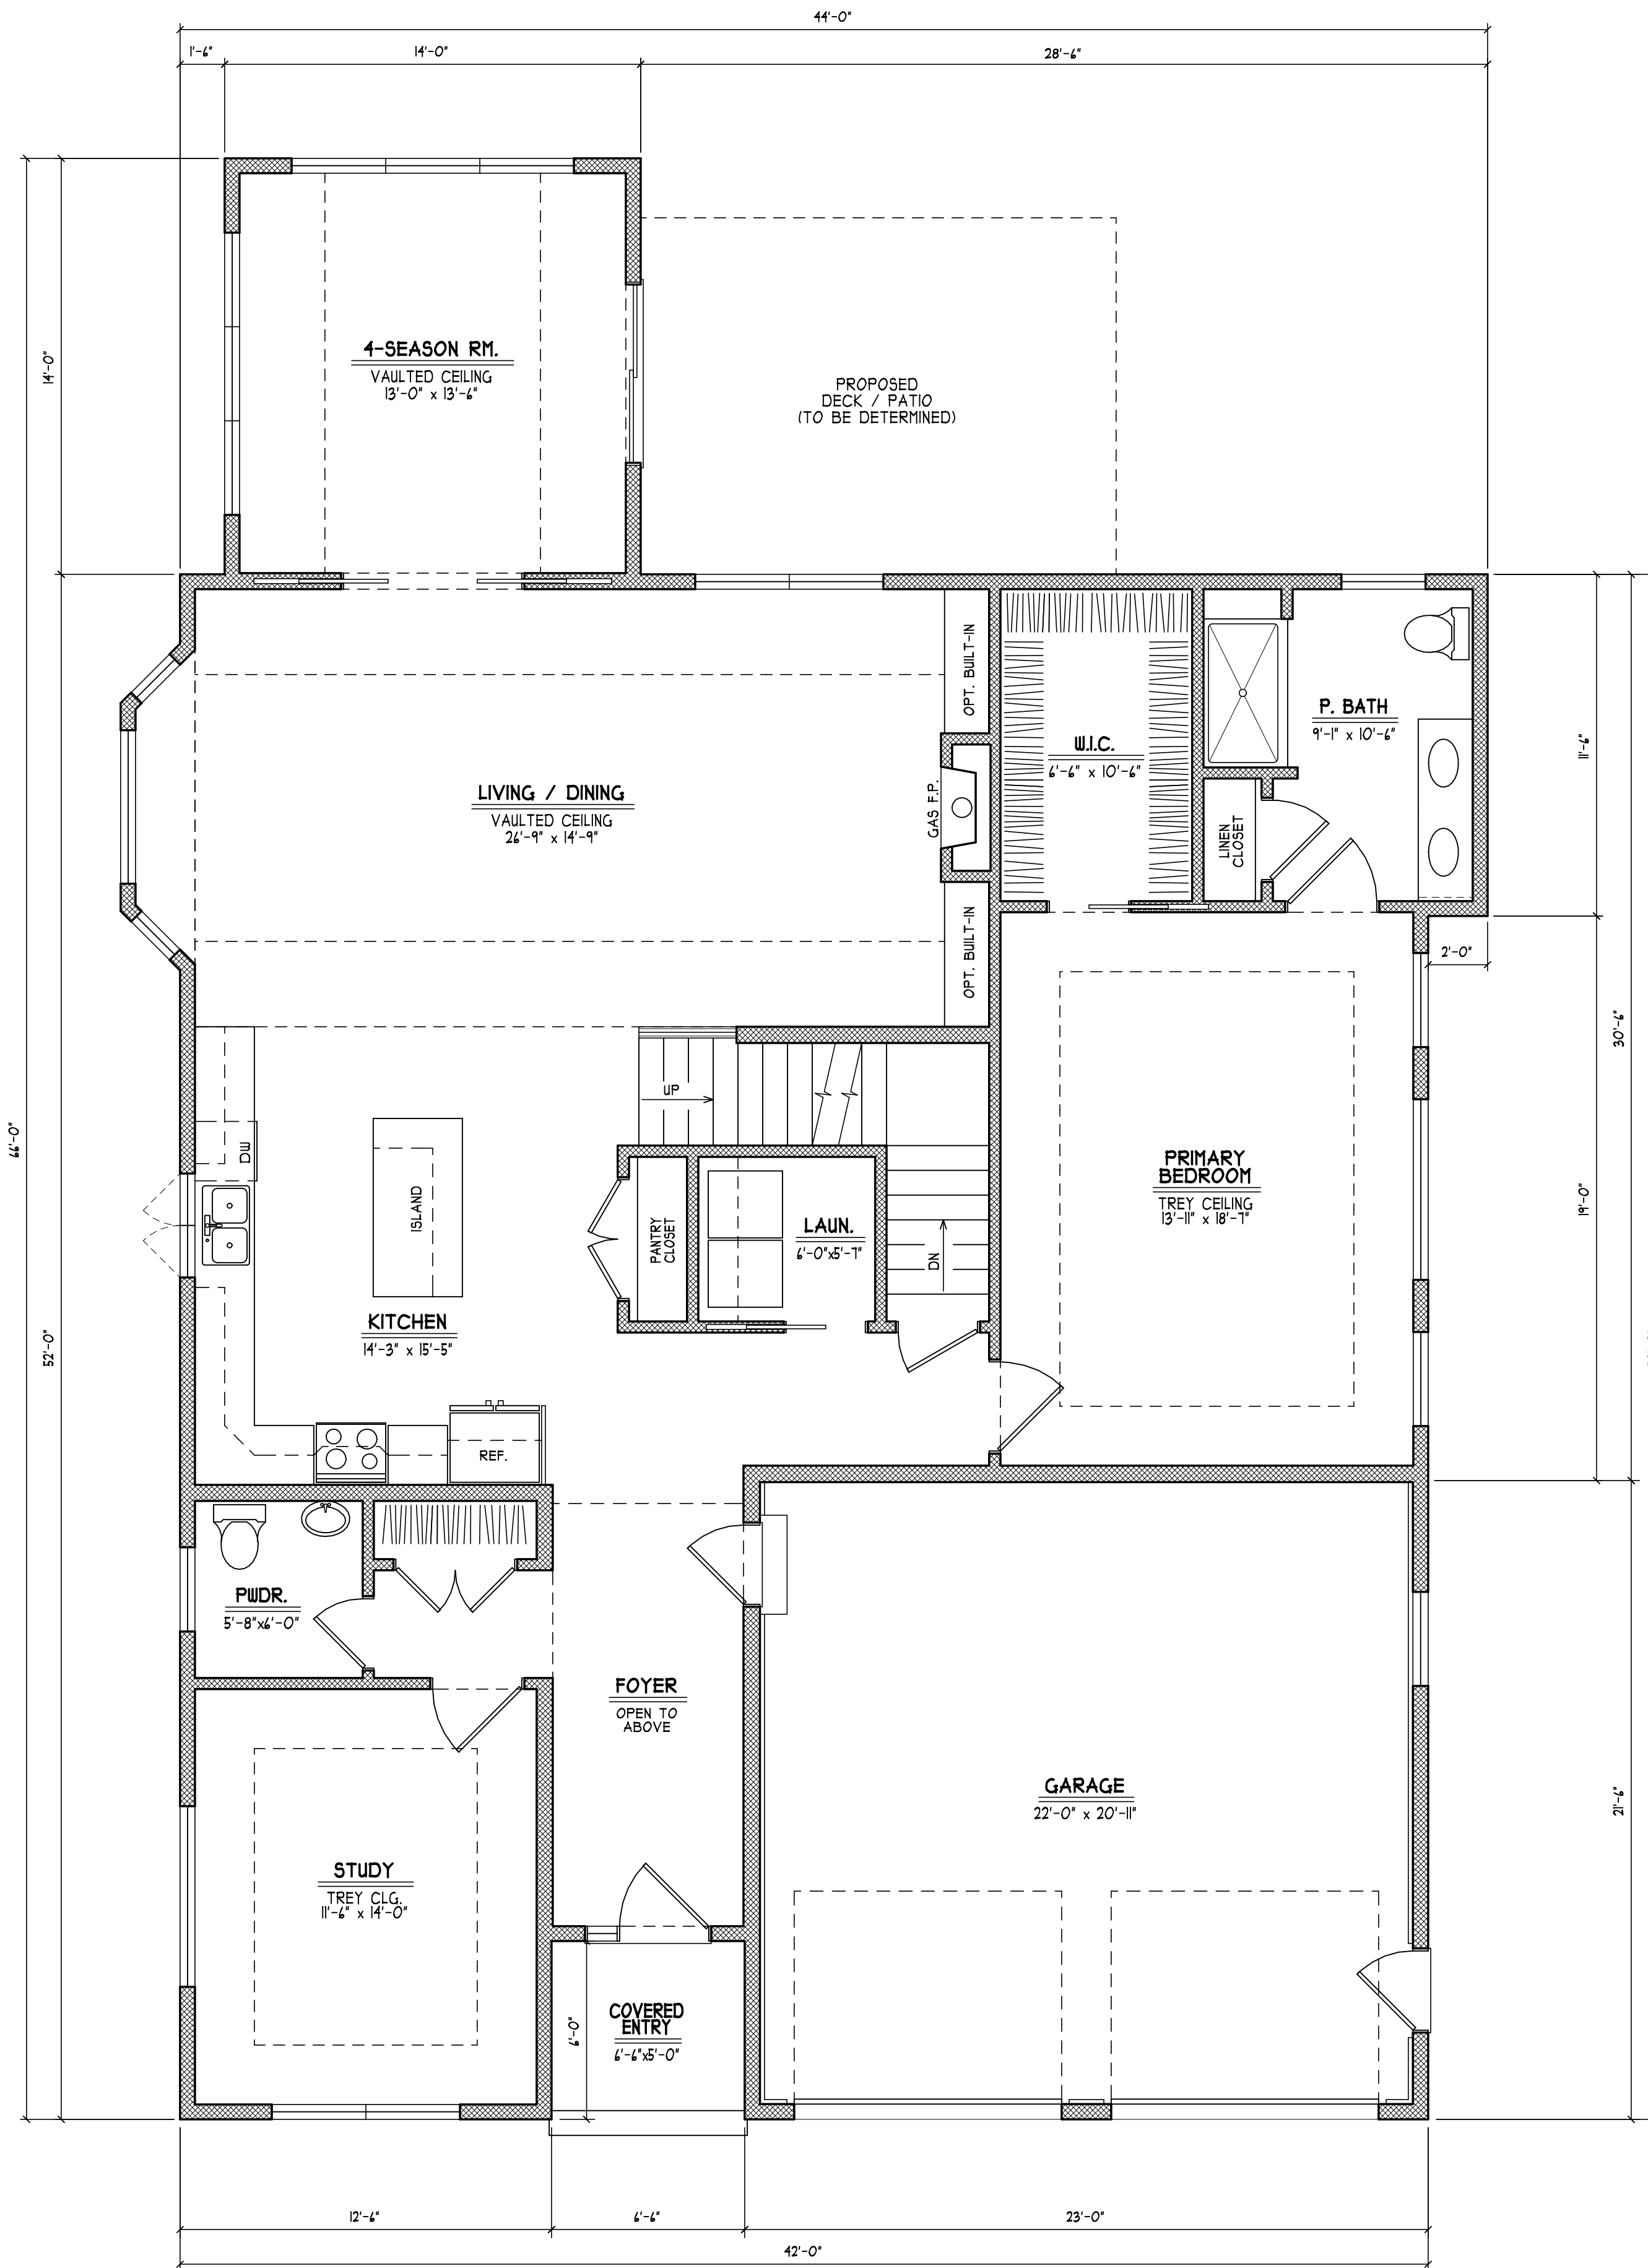 44'-0"
1'-6"
14'-0"
28'-6"
4-SEASON RM.
VAULTED CEILING
13'-0" x 13'-6"
PROPOSED
DECK / PATIO
(TO BE DETERMINED)
14'-0"
OPT. BUILT-IN
W.I.C.
6'-6" x 10'-6"
P. BATH
9'-1" x 10'-6"
11'-6"
LIVING / DINING
VAULTED CEILING
26'-9" x 14'-9"
GAS F.P.
LINEN
CLOSET
OPT. BUILT-IN
2'-0"
30'-6"
UP
66'-0"
DW
ISLAND
PANTRY
CLOSET
LAUN.
6'-0"x5'-7"
DN
PRIMARY
BEDROOM
TREY CEILING
13'-11" x 18'-7"
19'-0"
KITCHEN
14'-3" x 15'-5"
52'-0"
REF.
PWDR.
5'-8"x6'-0"
FOYER
OPEN TO
ABOVE
GARAGE
22'-0" x 20'-11"
21'-6"
STUDY
TREY CLG.
11'-6" x 14'-0"
6'-0"
COVERED
ENTRY
6'-6"x5'-0"
12'-6"
6'-6"
23'-0"
42'-0"